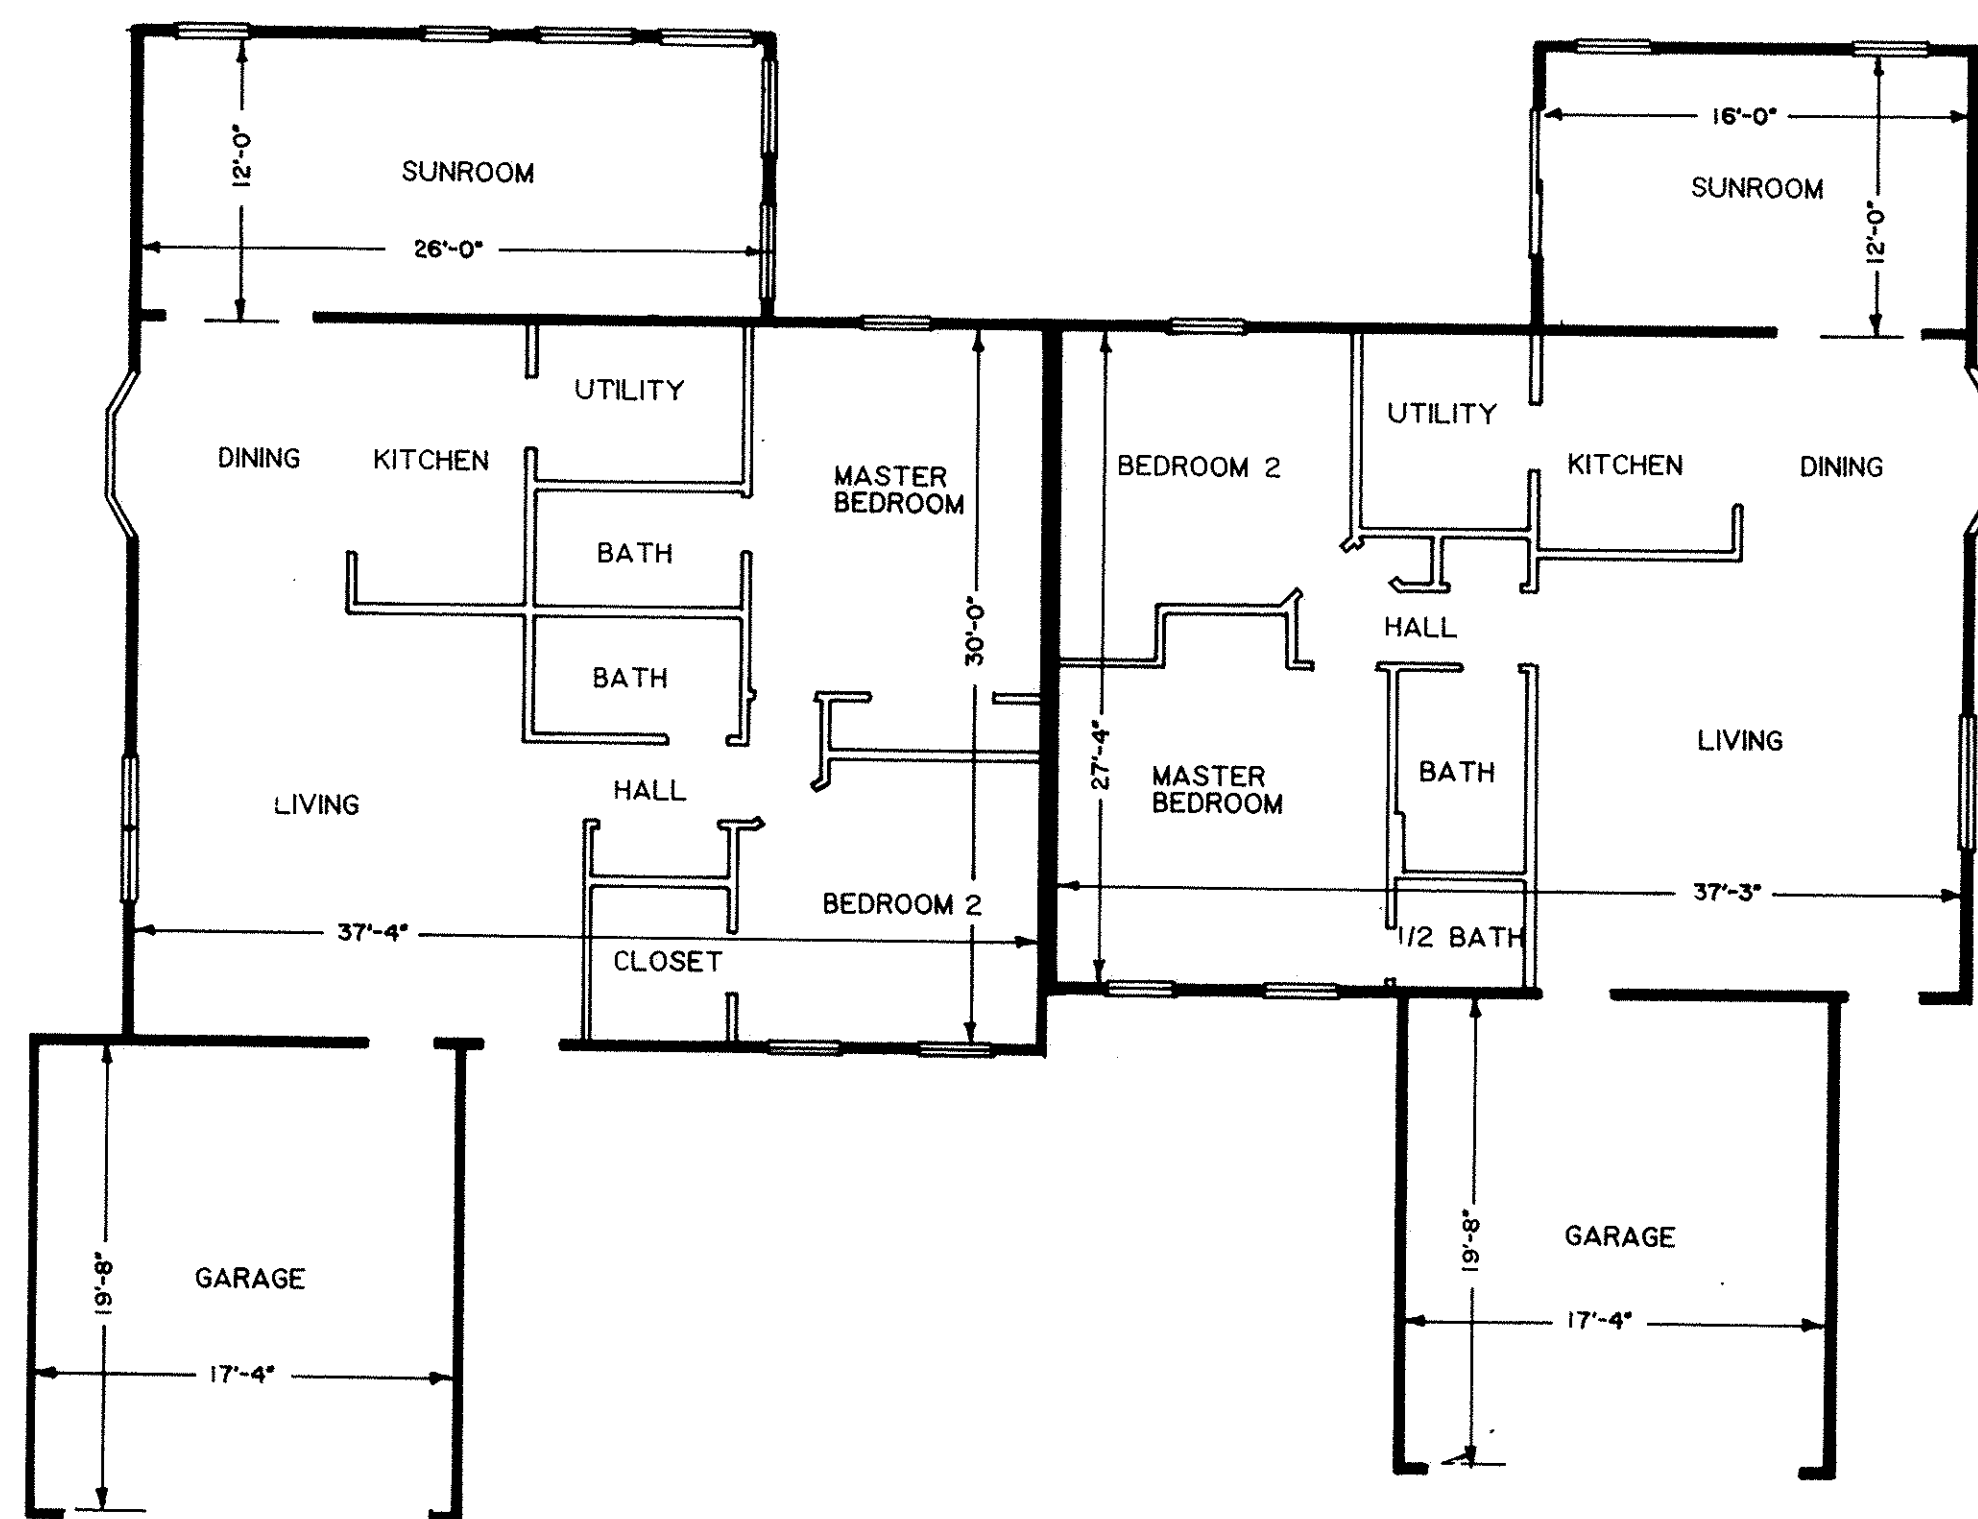 16'-0"
12'-0"
SUNROOM
SUNROOM
12'-0"
26'-0"
UTILITY
UTILITY
DINING
KITCHEN
MASTER
BEDROOM
BEDROOM 2
KITCHEN
DINING
BATH
30'-0"
HALL
BATH
27'-4"
LIVING
MASTER
BEDROOM
BATH
LIVING
HALL
37'-3"
BEDROOM 2
37'-4"
1/2 BATH
CLOSET
19'-8"
GARAGE
19'-8"
GARAGE
17'-4"
17'-4"